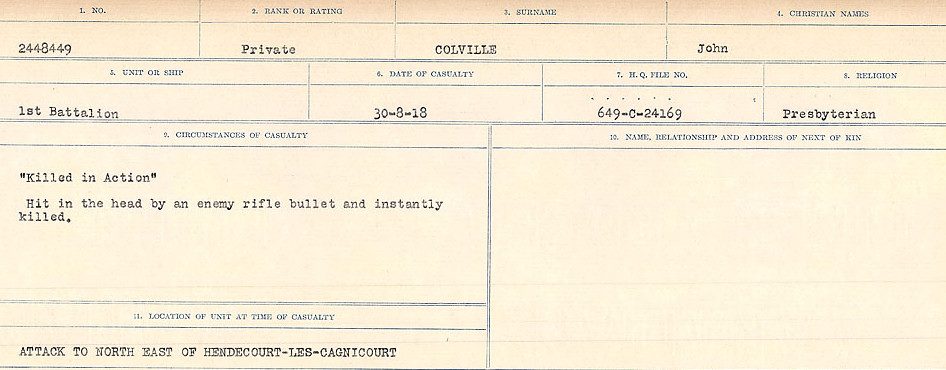 1. NO. 2. RANK OR RATING 3. SURNAME 4. CHRISTIAN NAMES
2448449 Private COLVILLE John
5. UNIT OR SHIP 6. DATE OF CASUALTY 7. H. Q. FILE NO. 8. RELIGION
1st Battalion 30-8-18 649-C-24169 Presbyterian
9. CIRCUMSTANCES OF CASUALTY 10. NAME, RELATIONSHIP AND ADDRESS OF NEXT OF KIN
"Killed in Action"
Hit in the head by an enemy rifle bullet and instantly
killed.
11. LOCATION OF UNIT AT TIME OF CASUALTY
ATTACK TO NORTH EAST OF HENDECOURT-LES-CAGNICOURT